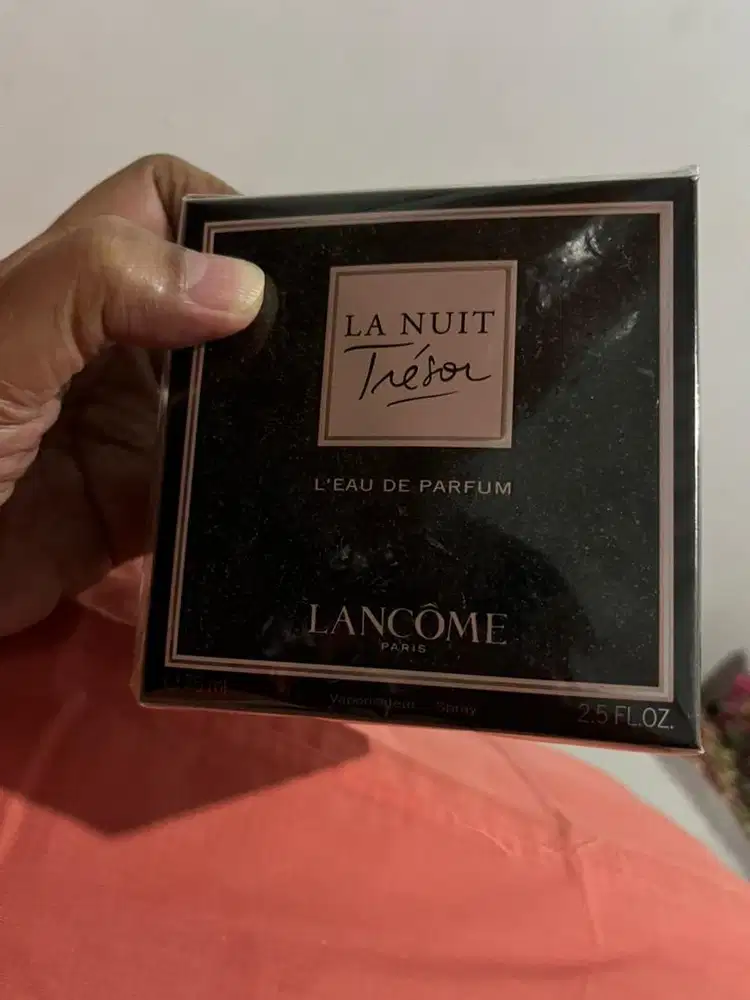 LA NUIT
Trésor
L'EAU DE PARFUM
LANCÔME
PARIS
Vaporisateur Spray
2.5 FL.OZ.